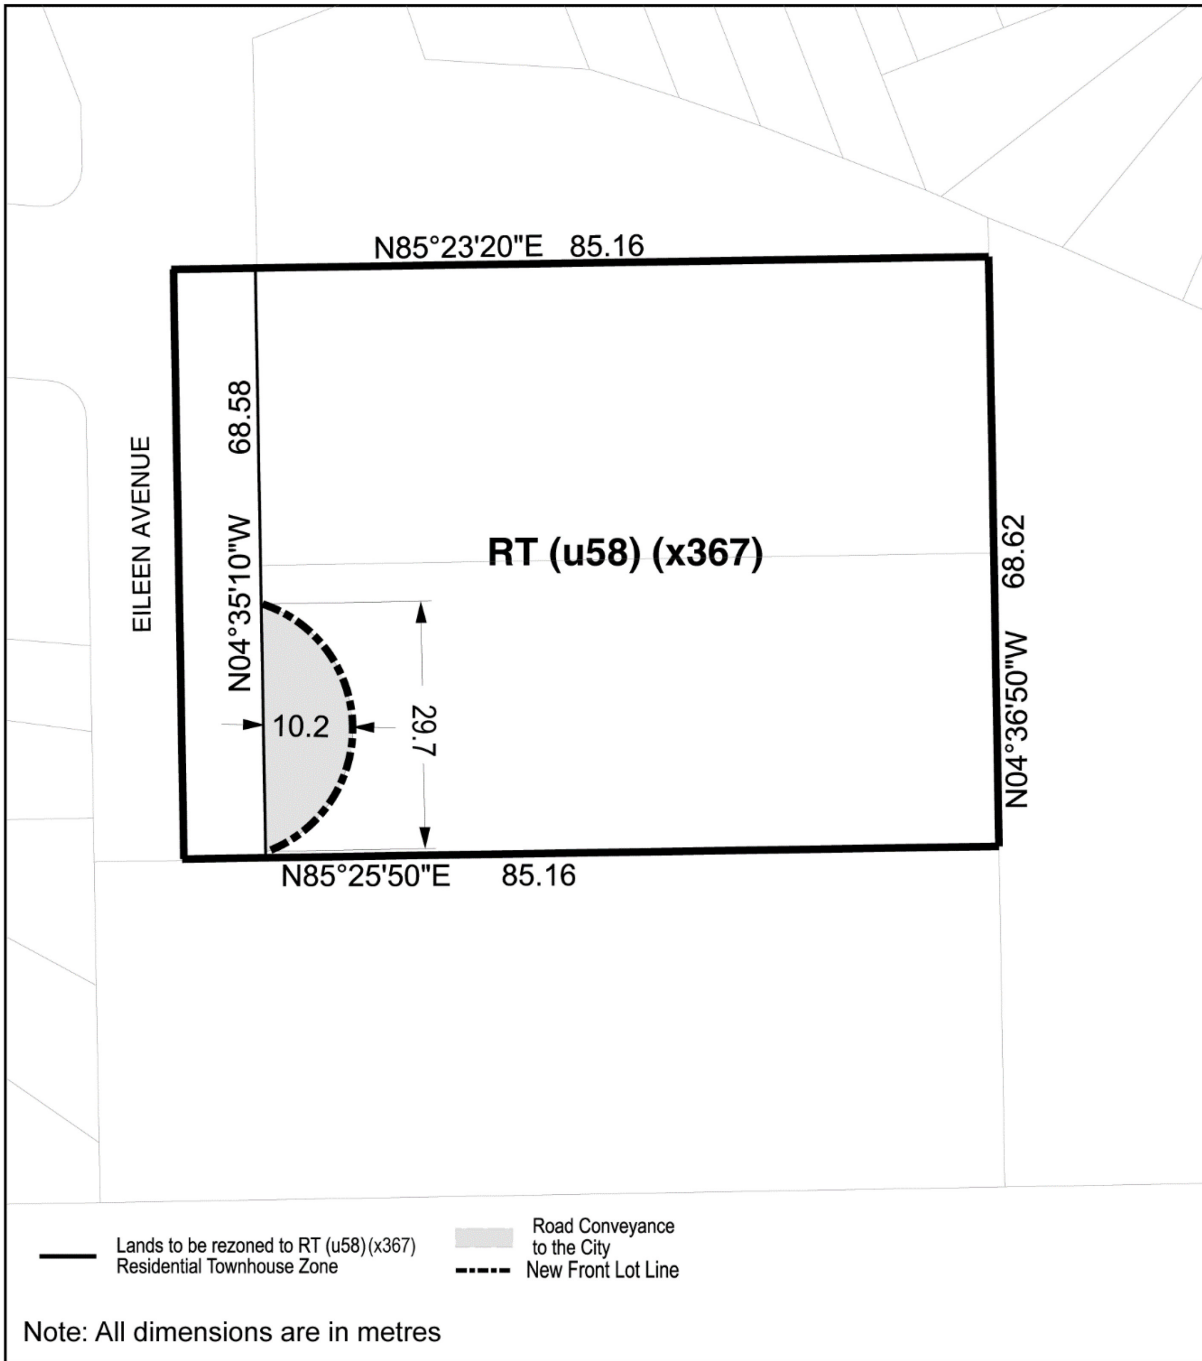 N85°23'20"E 85.16
EILEEN AVENUE
N04°35'10"W 68.58
RT (u58) (x367)
N04°36'50"W 68.62
10.2
29.7
N85°25'50"E 85.16
Lands to be rezoned to RT (u58)(x367)
Residential Townhouse Zone
Road Conveyance
to the City
New Front Lot Line
Note: All dimensions are in metres